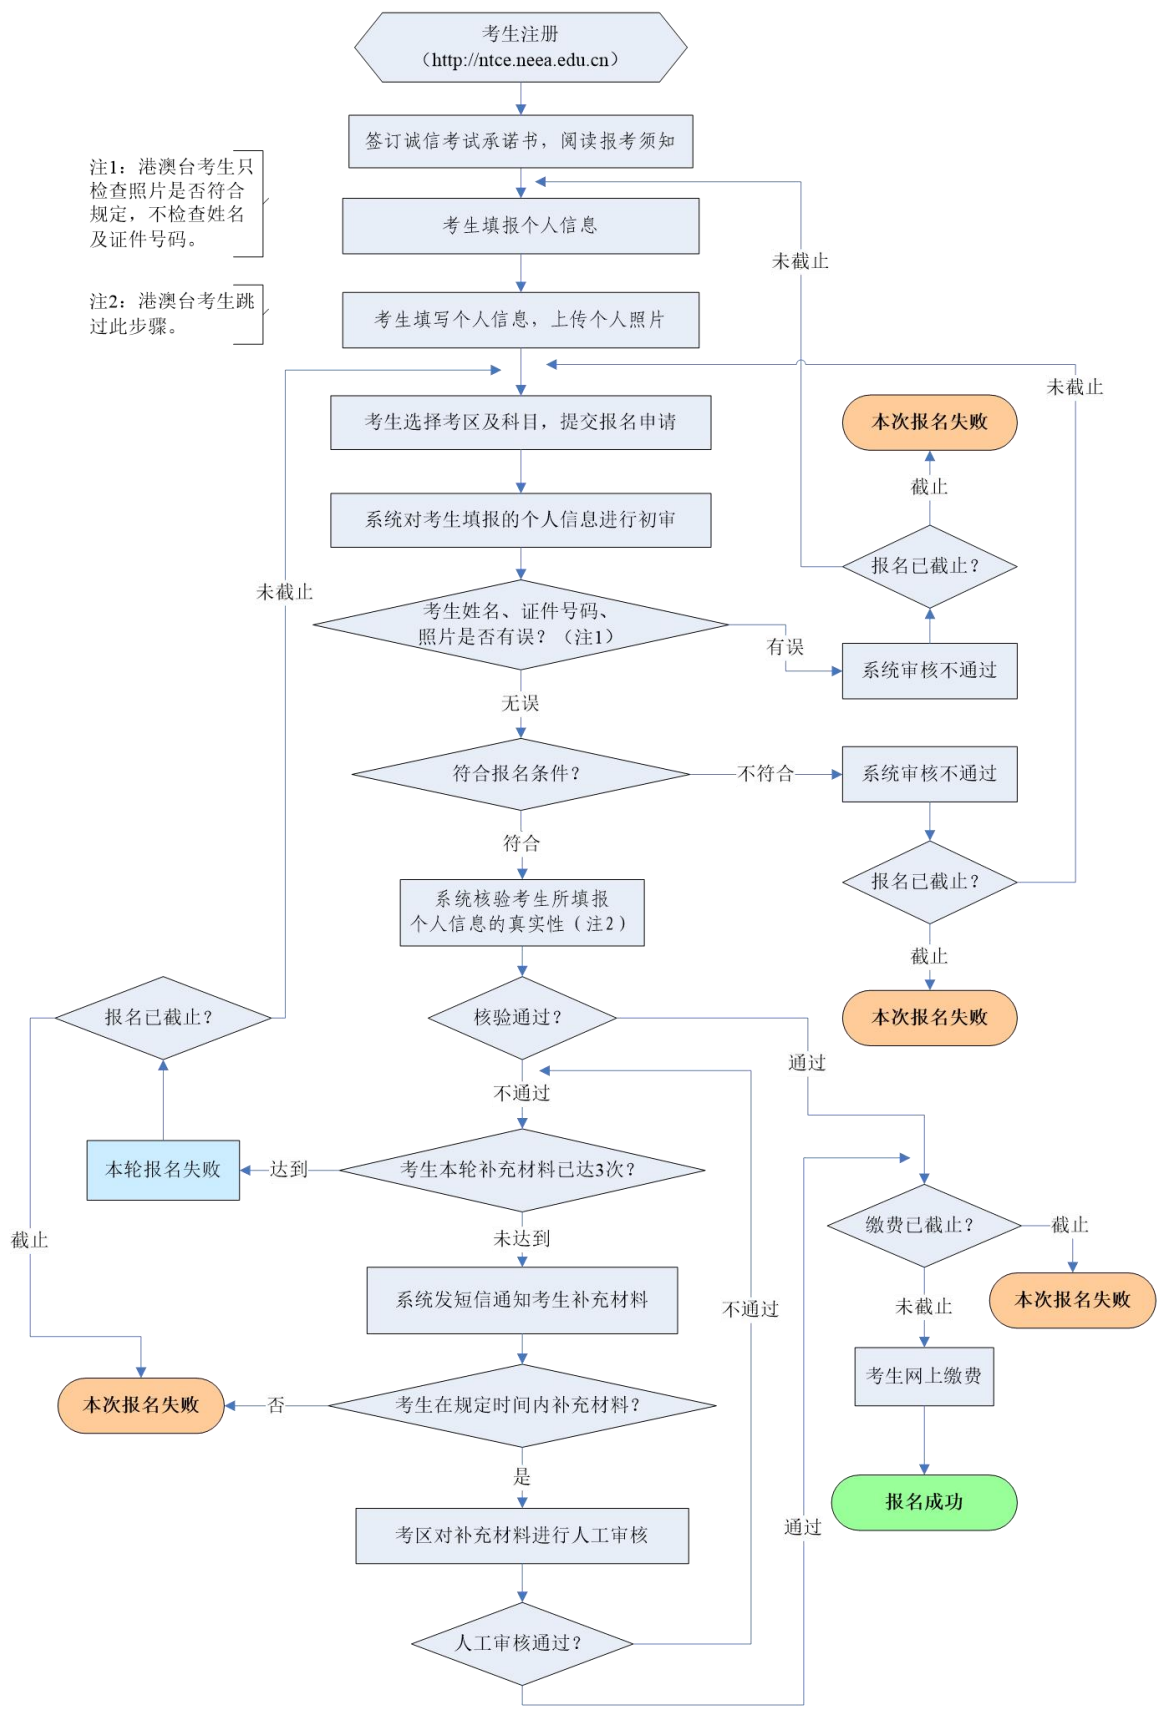 考生注册
（http://ntce.neea.edu.cn）
签订诚信考试承诺书，阅读报考须知
注1：港澳台考生只
检查照片是否符合
规定，不检查姓名
及证件号码。
考生填报个人信息
未截止
注2：港澳台考生跳
过此步骤。
考生填写个人信息，上传个人照片
未截止
考生选择考区及科目，提交报名申请
本次报名失败
截止
系统对考生填报的个人信息进行初审
报名已截止？
未截止
考生姓名、证件号码、
照片是否有误？（注1）
有误
系统审核不通过
无误
符合报名条件？
不符合
系统审核不通过
符合
报名已截止？
系统核验考生所填报
个人信息的真实性（注2）
截止
报名已截止？
核验通过？
本次报名失败
通过
不通过
本轮报名失败
达到
考生本轮补充材料已达3次？
缴费已截止？
截止
截止
未达到
系统发短信通知考生补充材料
不通过
未截止
本次报名失败
考生网上缴费
本次报名失败
否
考生在规定时间内补充材料？
是
报名成功
通过
考区对补充材料进行人工审核
人工审核通过？